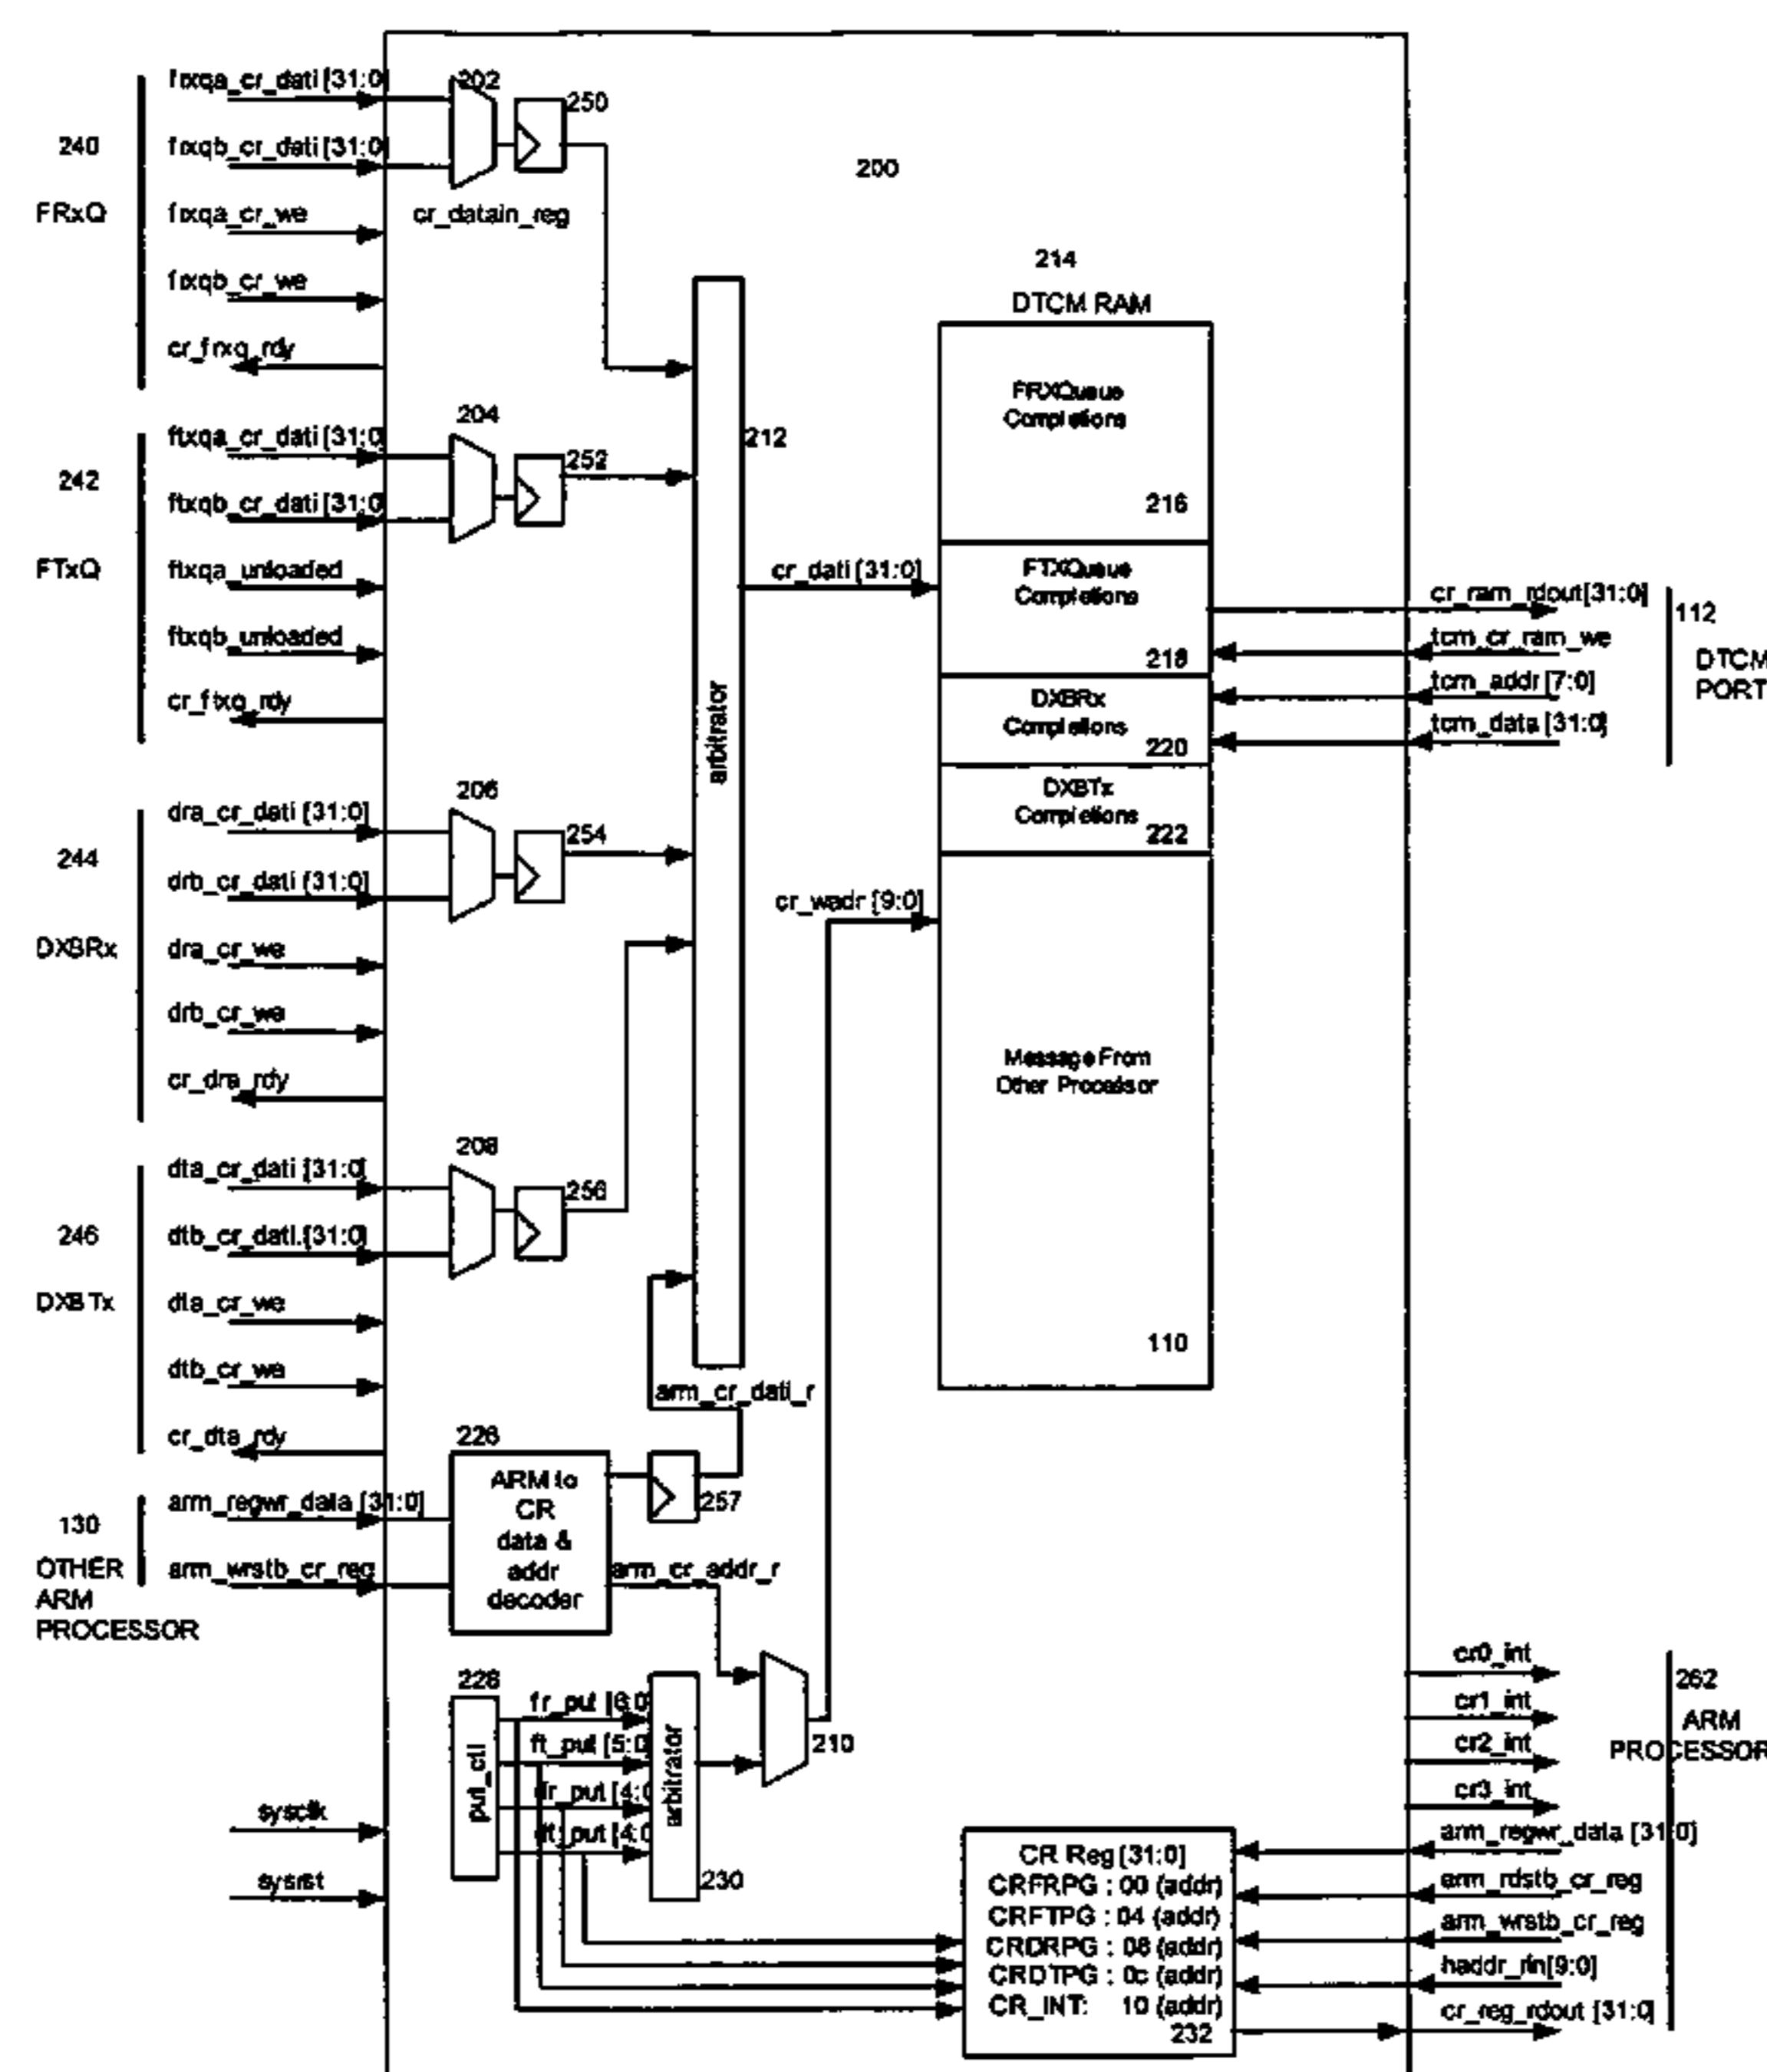 frxqa_cr_dati [31:0]
202
250
240
frxqb_cr_dati [31:0]
200
FRxQ
frxqa_cr_we
cr_datain_reg
frxqb_cr_we
214
DTCM RAM
cr_frxq_rdy
FRXQueue
Completions
216
204
ftxqa_cr_dati [31:0]
252
212
242
ftxqb_cr_dati [31:0]
FTxQ
ftxqa_unloaded
cr_dati [31:0]
FTXQueue
Completions
218
cr_ram_rdout[31:0]
112
ftxqb_unloaded
tcm_cr_ram_we
DTCM
PORT
tcm_addr [7:0]
cr_ftxq_rdy
arbitrator
DXBRx
Completions
220
tcm_data [31:0]
206
DXBTx
Completions
222
dra_cr_dati [31:0]
254
244
drb_cr_dati [31:0]
cr_wadr [9:0]
DXBRx
dra_cr_we
drb_cr_we
Message From
Other Processor
cr_dra_rdy
208
dta_cr_dati [31:0]
256
246
dtb_cr_dati.[31:0]
DXBTx
dta_cr_we
110
dtb_cr_we
arm_cr_dati_r
cr_dta_rdy
226
ARM to
CR
data &
addr
decoder
257
arm_regwr_data [31:0]
130
OTHER
ARM
PROCESSOR
arm_wrstb_cr_reg
arm_cr_addr_r
228
put_ctl
fr_put [6:0]
ft_put [5:0]
dr_put [4:0
dt_put [4:0
arbitrator
230
210
cr0_int
262
cr1_int
ARM
PROCESSOR
cr2_int
cr3_int
sysclk
sysrst
CR Reg [31:0]
CRFRPG : 00 (addr)
CRFTPG : 04 (addr)
CRDRPG : 08 (addr)
CRDTPG : 0c (addr)
CR_INT: 10 (addr)
232
arm_regwr_data [31:0]
arm_rdstb_cr_reg
arm_wrstb_cr_reg
haddr_rin[9:0]
cr_reg_rdout [31:0]